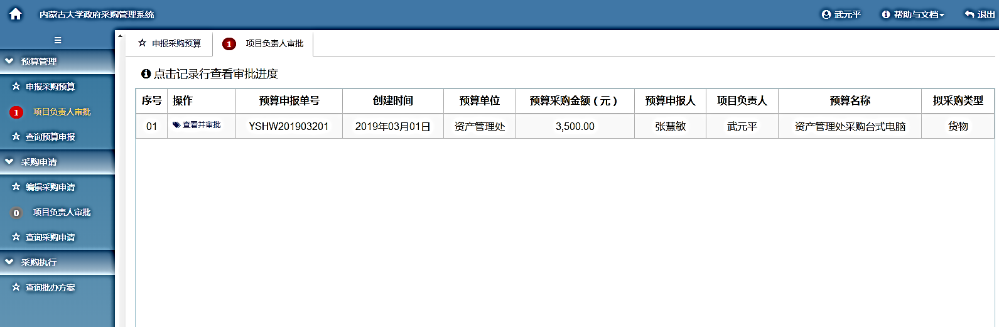 内蒙古大学政府采购管理系统
武元平 帮助与文档 退出
预算管理
申报采购预算
1 项目负责人审批
查询预算申报
采购申请
编辑采购申请
0 项目负责人审批
查询采购申请
采购执行
查询批办方案
申报采购预算 1 项目负责人审批
点击记录行查看审批进度
序号 操作 预算申报单号 创建时间 预算单位 预算采购金额（元） 预算申报人 项目负责人 预算名称 拟采购类型
01 查看并审批 YSHW201903201 2019年03月01日 资产管理处 3,500.00 张慧敏 武元平 资产管理处采购台式电脑 货物